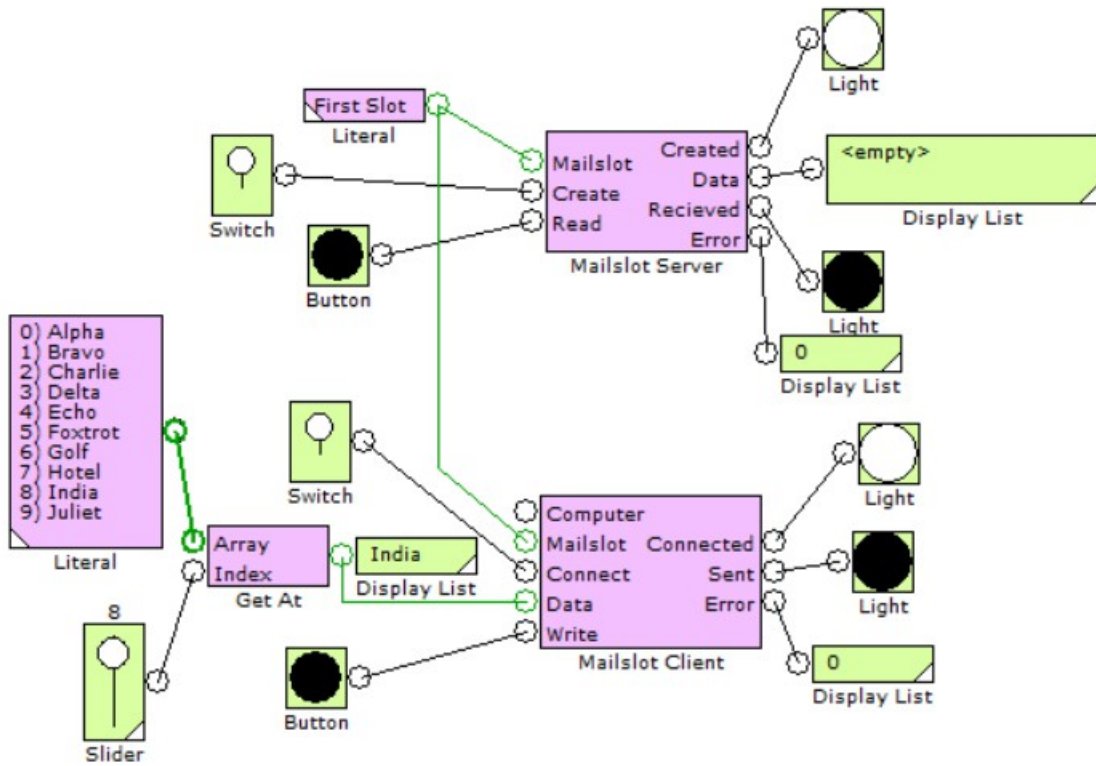 Light
First Slot
Literal
Switch
Button
Mailslot
Create
Read
Created
Data
Recieved
Error
Mailslot Server
<empty>
Display List
Light
0
Display List
0) Alpha
1) Bravo
2) Charlie
3) Delta
4) Echo
5) Foxtrot
6) Golf
7) Hotel
8) India
9) Juliet
Literal
Switch
Array
Index
Get At
India
Display List
8
Slider
Button
Computer
Mailslot
Connect
Data
Write
Connected
Sent
Error
Mailslot Client
Light
Light
0
Display List